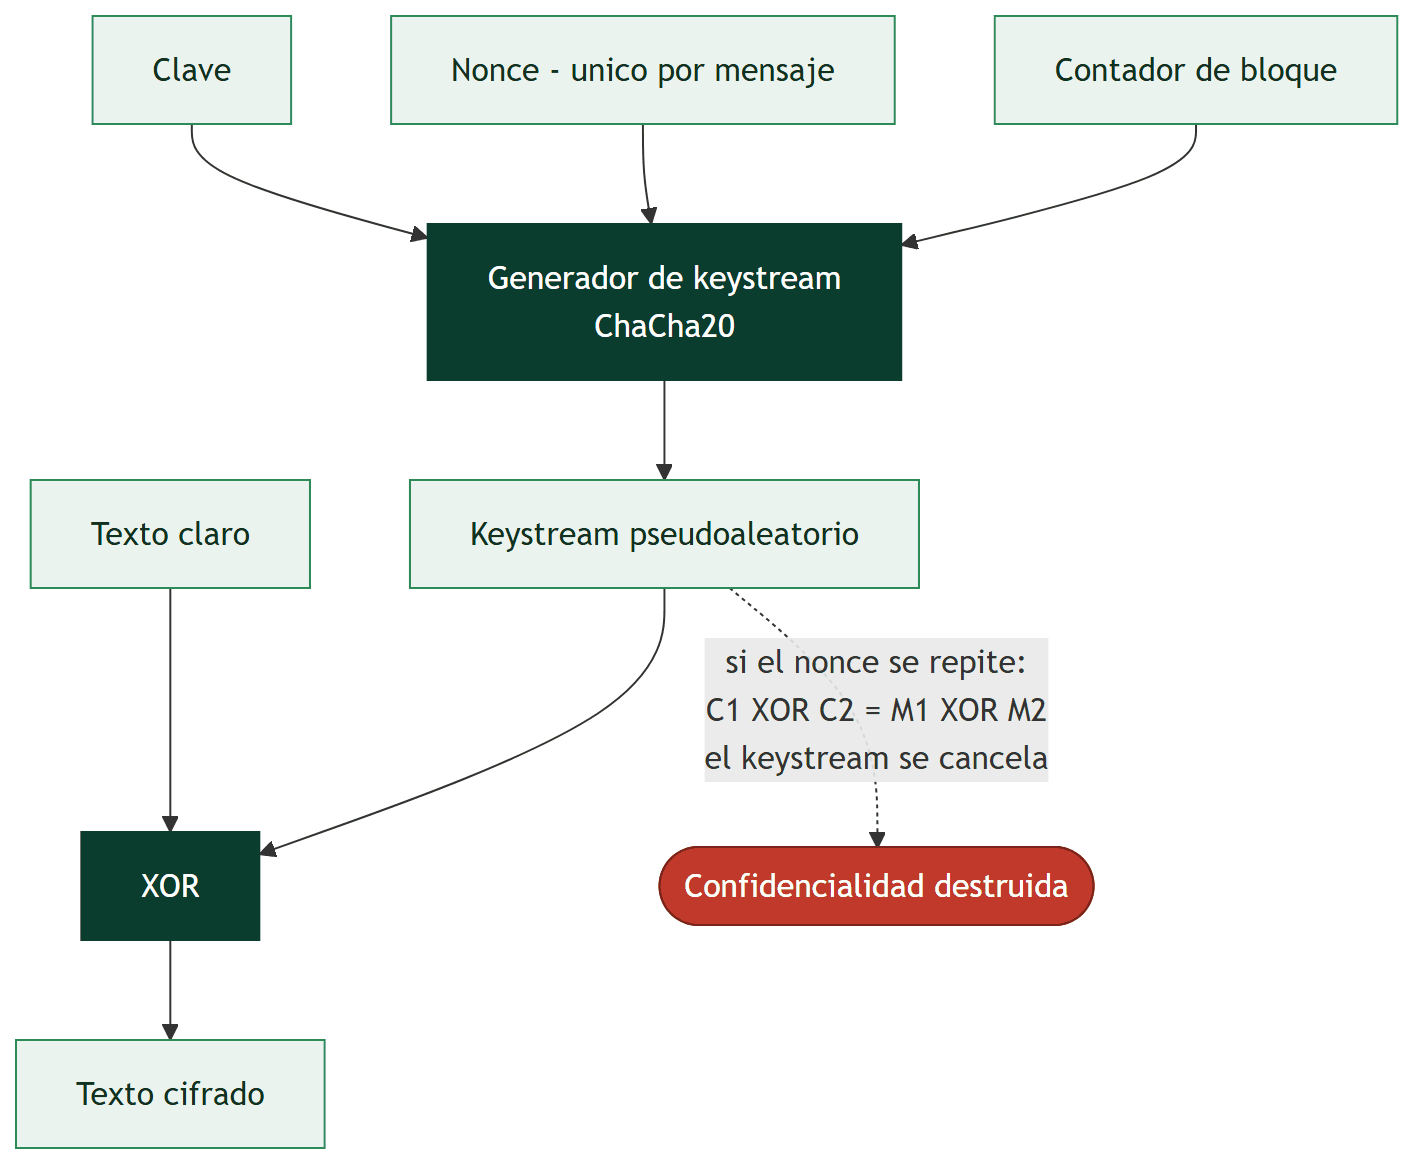 Clave
Nonce - unico por mensaje
Contador de bloque
Generador de keystream
ChaCha20
Texto claro
Keystream pseudoaleatorio
si el nonce se repite:
C1 XOR C2 = M1 XOR M2
el keystream se cancela
XOR
Confidencialidad destruida
Texto cifrado